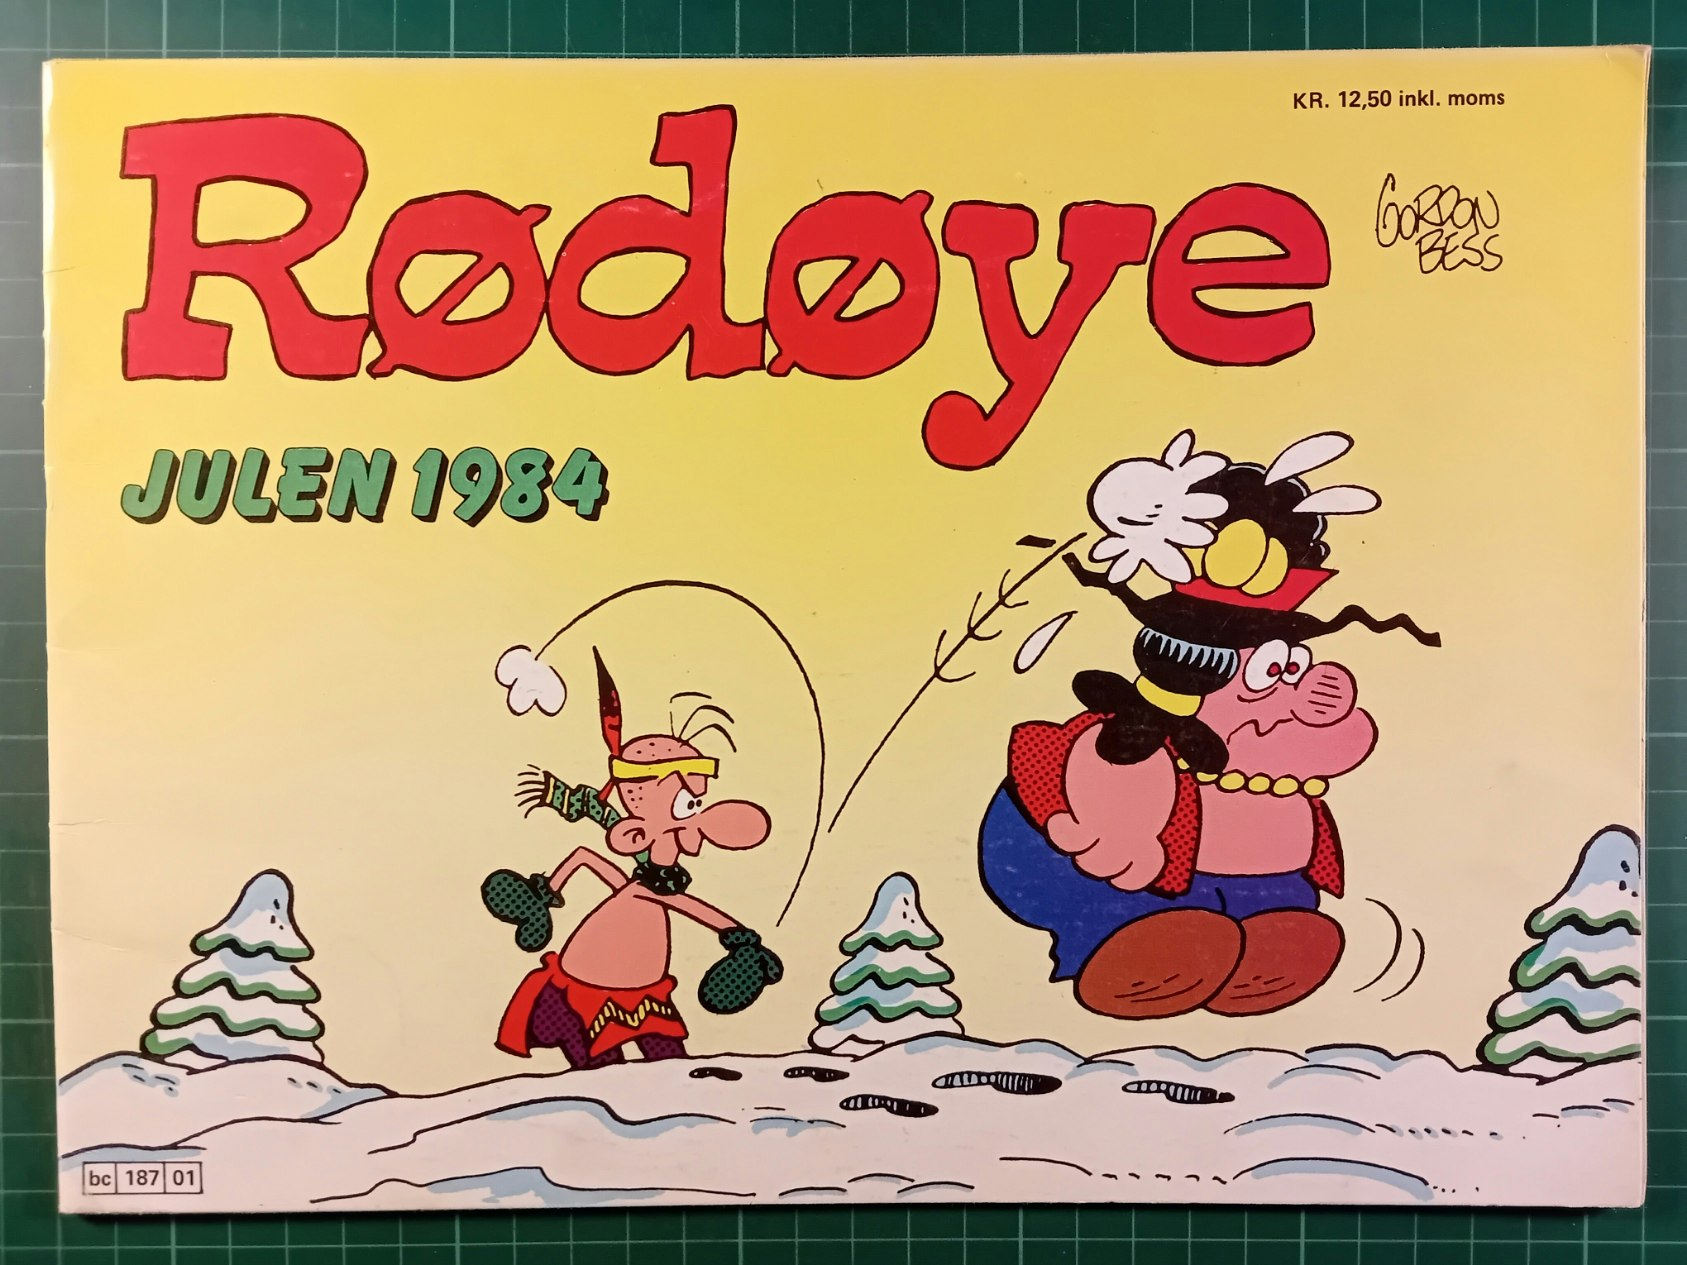 KR. 12,50 inkl. moms
Rødøye
GORDON
BESS
JULEN 1984
bc 187 01